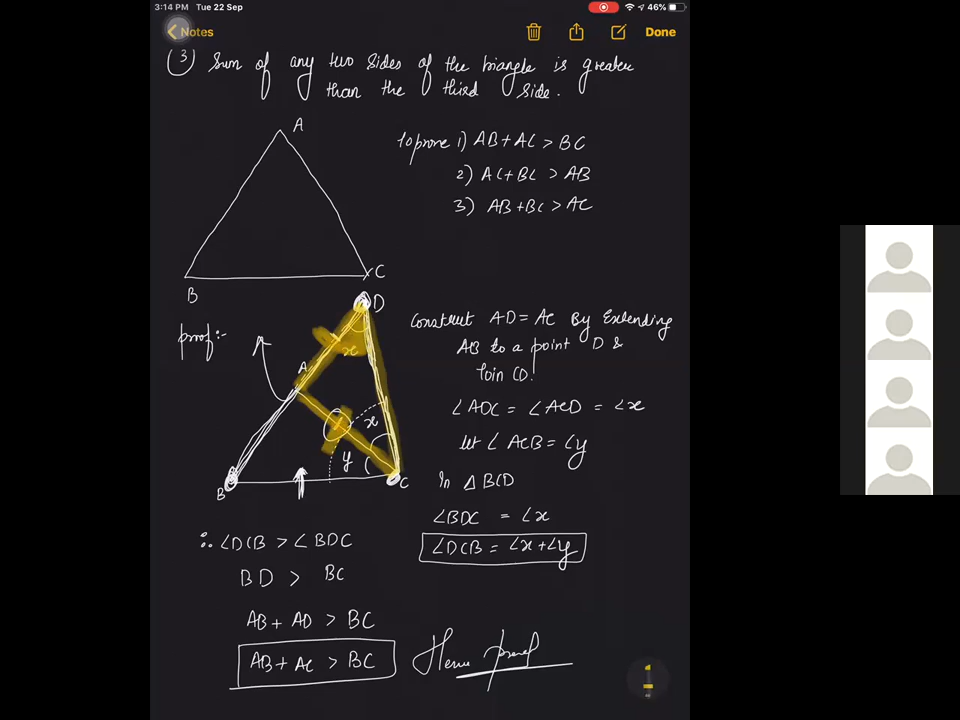 3:14 PM Tue 22 Sep
46%
Notes
Done
(3) Sum of any two sides of the triangle is greater
than the third side.
A
To prove 1) AB+AC > BC
2) AC+BC > AB
3) AB+BC > AC
B
C
Proof:-
D
A
x
x
y
B
C
Construct AD = AC By Extending
AB to a point D &
Join CD.
∠ADC = ∠ACD = ∠x
let ∠ACB = ∠y
In △ BCD
∠BDC = ∠x
∠DCB = ∠x+∠y
∴ ∠DCB > ∠BDC
BD > BC
AB + AD > BC
AB + AC > BC
Hence proof